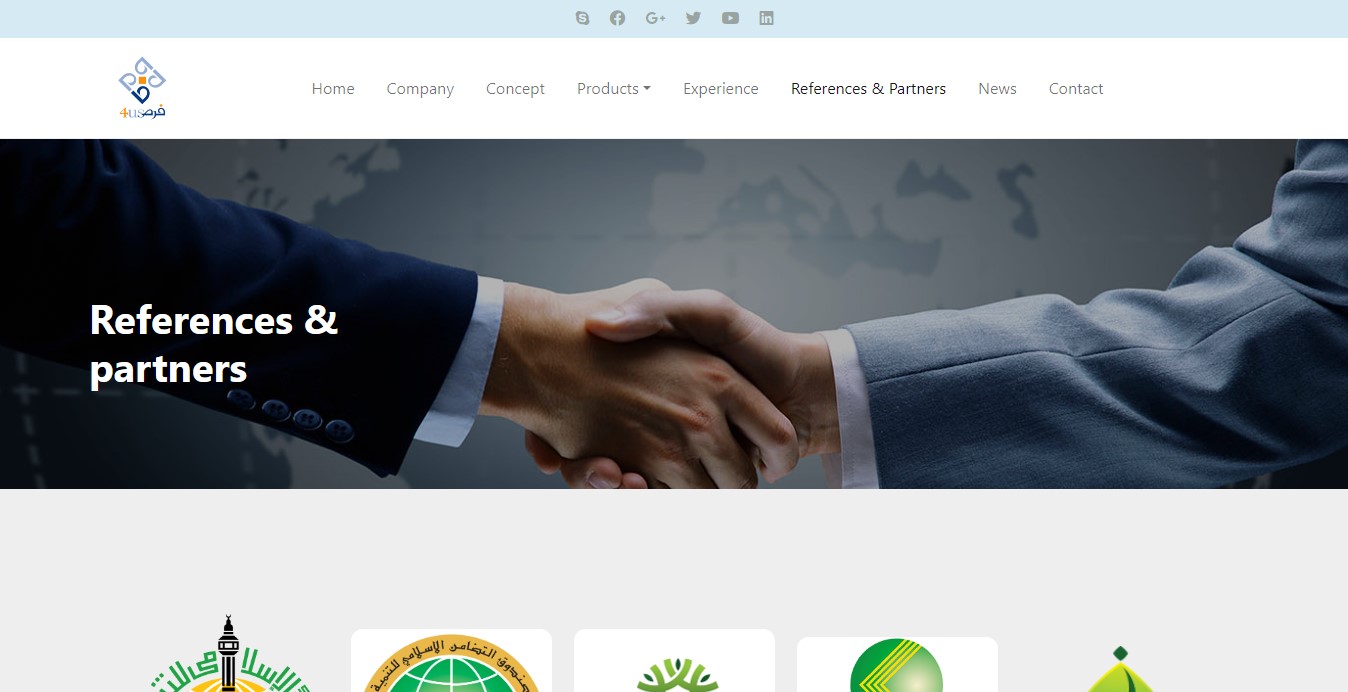 4us فرص
Home Company Concept Products Experience References & Partners News Contact
References &
partners
صندوق التضامن الإسلامي للتنمية